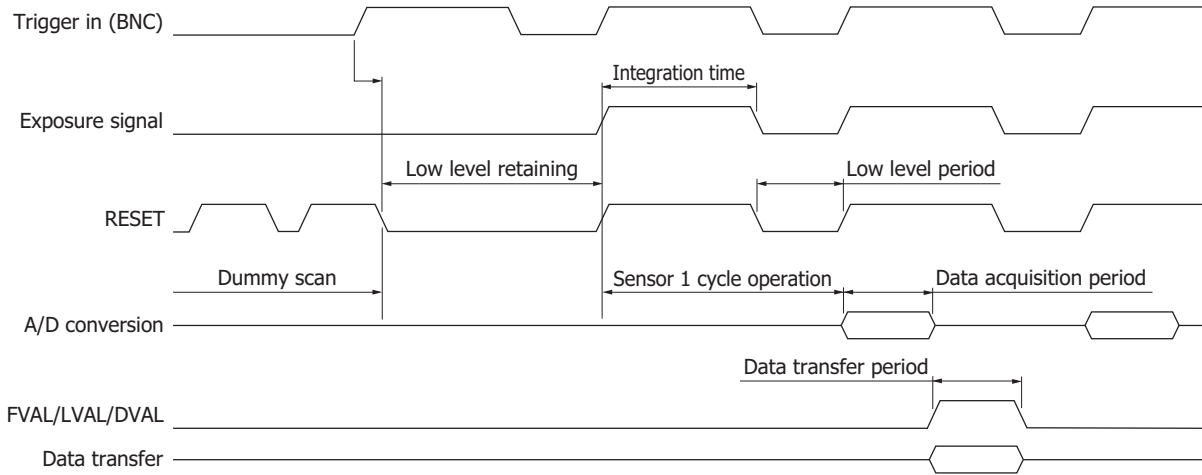 Trigger in (BNC)
Integration time
Exposure signal
Low level retaining
Low level period
RESET
Dummy scan
Sensor 1 cycle operation
Data acquisition period
A/D conversion
Data transfer period
FVAL/LVAL/DVAL
Data transfer